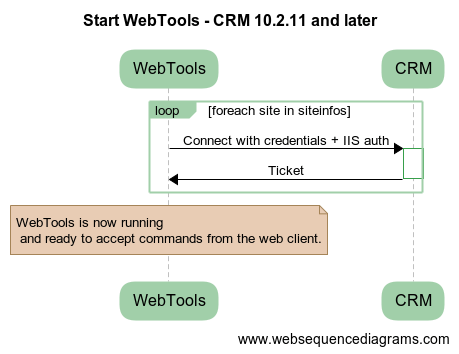 Start WebTools - CRM 10.2.11 and later
WebTools
CRM
loop
[foreach site in siteinfos]
Connect with credentials + IIS auth
Ticket
WebTools is now running
and ready to accept commands from the web client.
WebTools
CRM
www.websequencediagrams.com